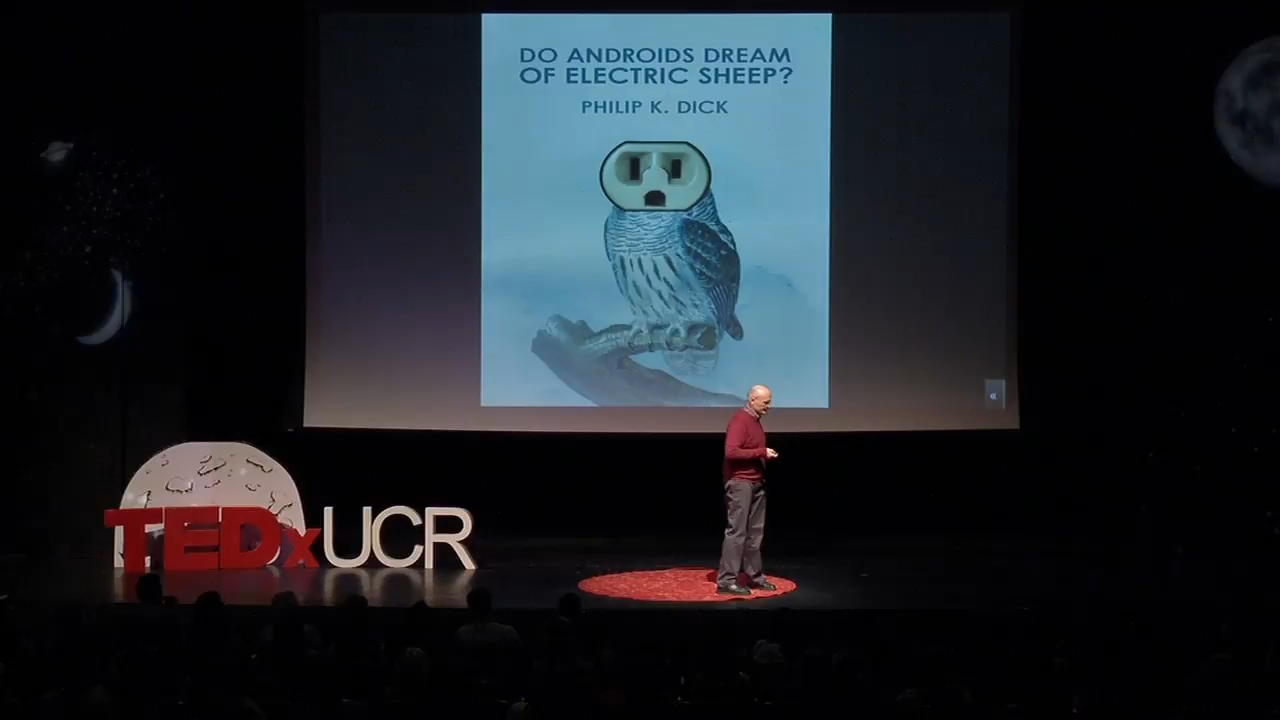 DO ANDROIDS DREAM
OF ELECTRIC SHEEP?
PHILIP K. DICK
TEDxUCR